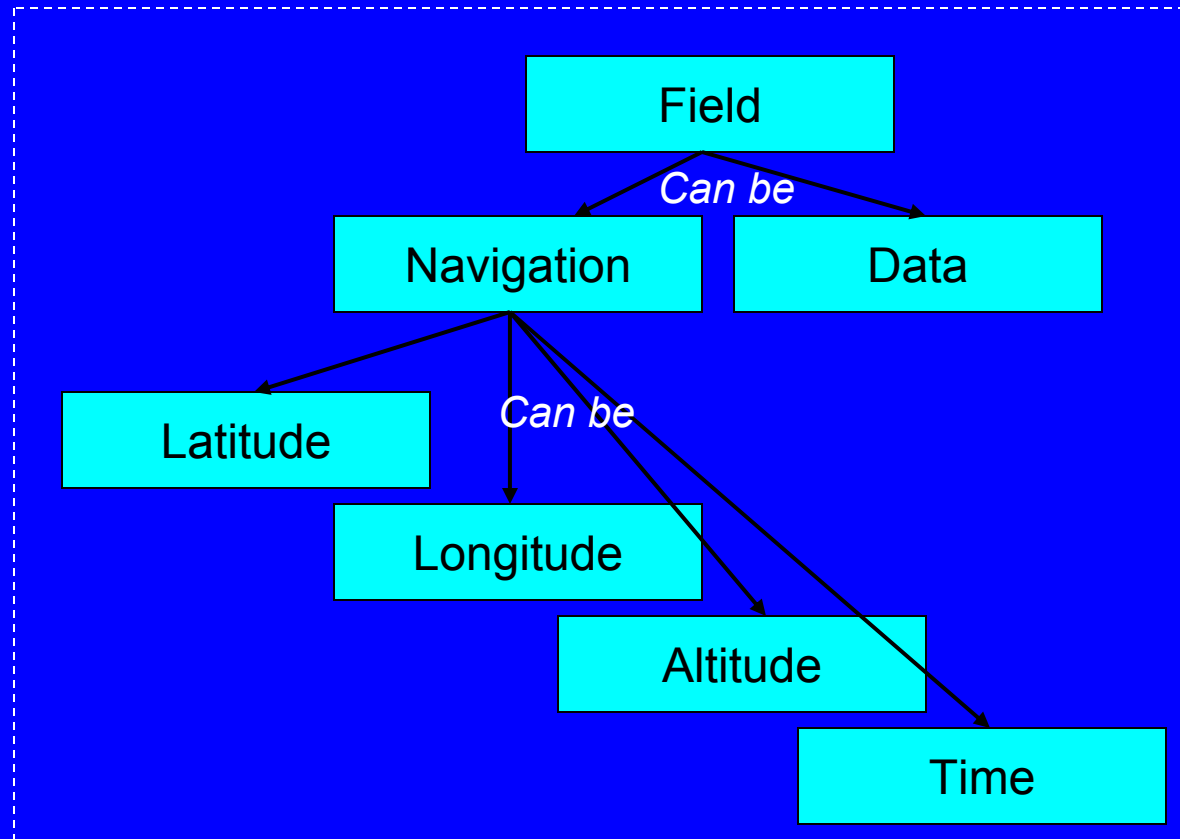 Field
Can be
Navigation
Data
Latitude
Can be
Longitude
Altitude
Time